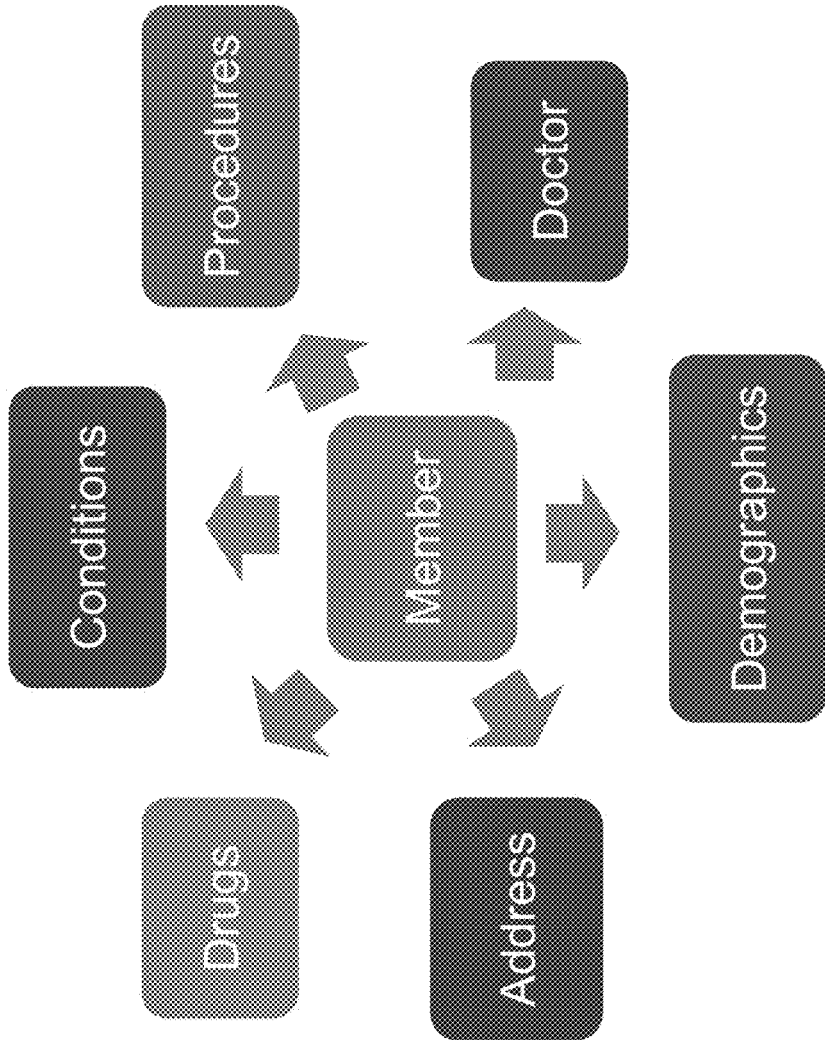 Conditions
Drugs
Procedures
Member
Address
Doctor
Demographics